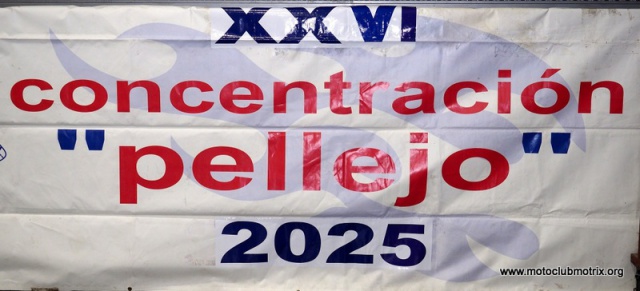 XXVI
concentración
"pellejo"
2025
www.motoclubmotrix.org